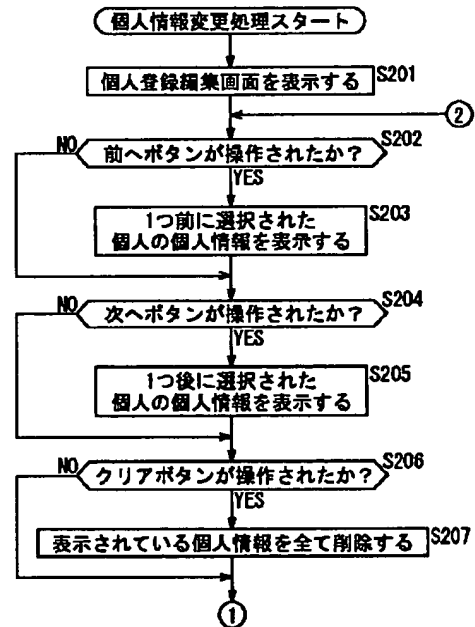 個人情報変更処理スタート
個人登録編集画面を表示する S201
②
前へボタンが操作されたか? S202
NO
YES
1つ前に選択された S203
個人の個人情報を表示する
次へボタンが操作されたか? S204
NO
YES
1つ後に選択された S205
個人の個人情報を表示する
クリアボタンが操作されたか? S206
NO
YES
表示されている個人情報を全て削除する S207
①